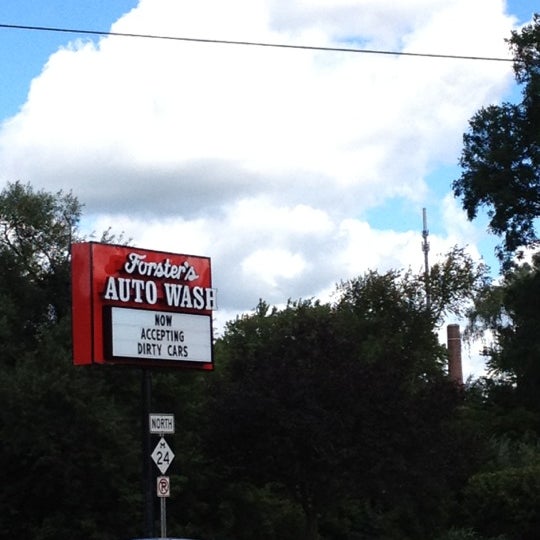 Forster's
AUTO WASH
NOW
ACCEPTING
DIRTY CARS
NORTH
M
24
P